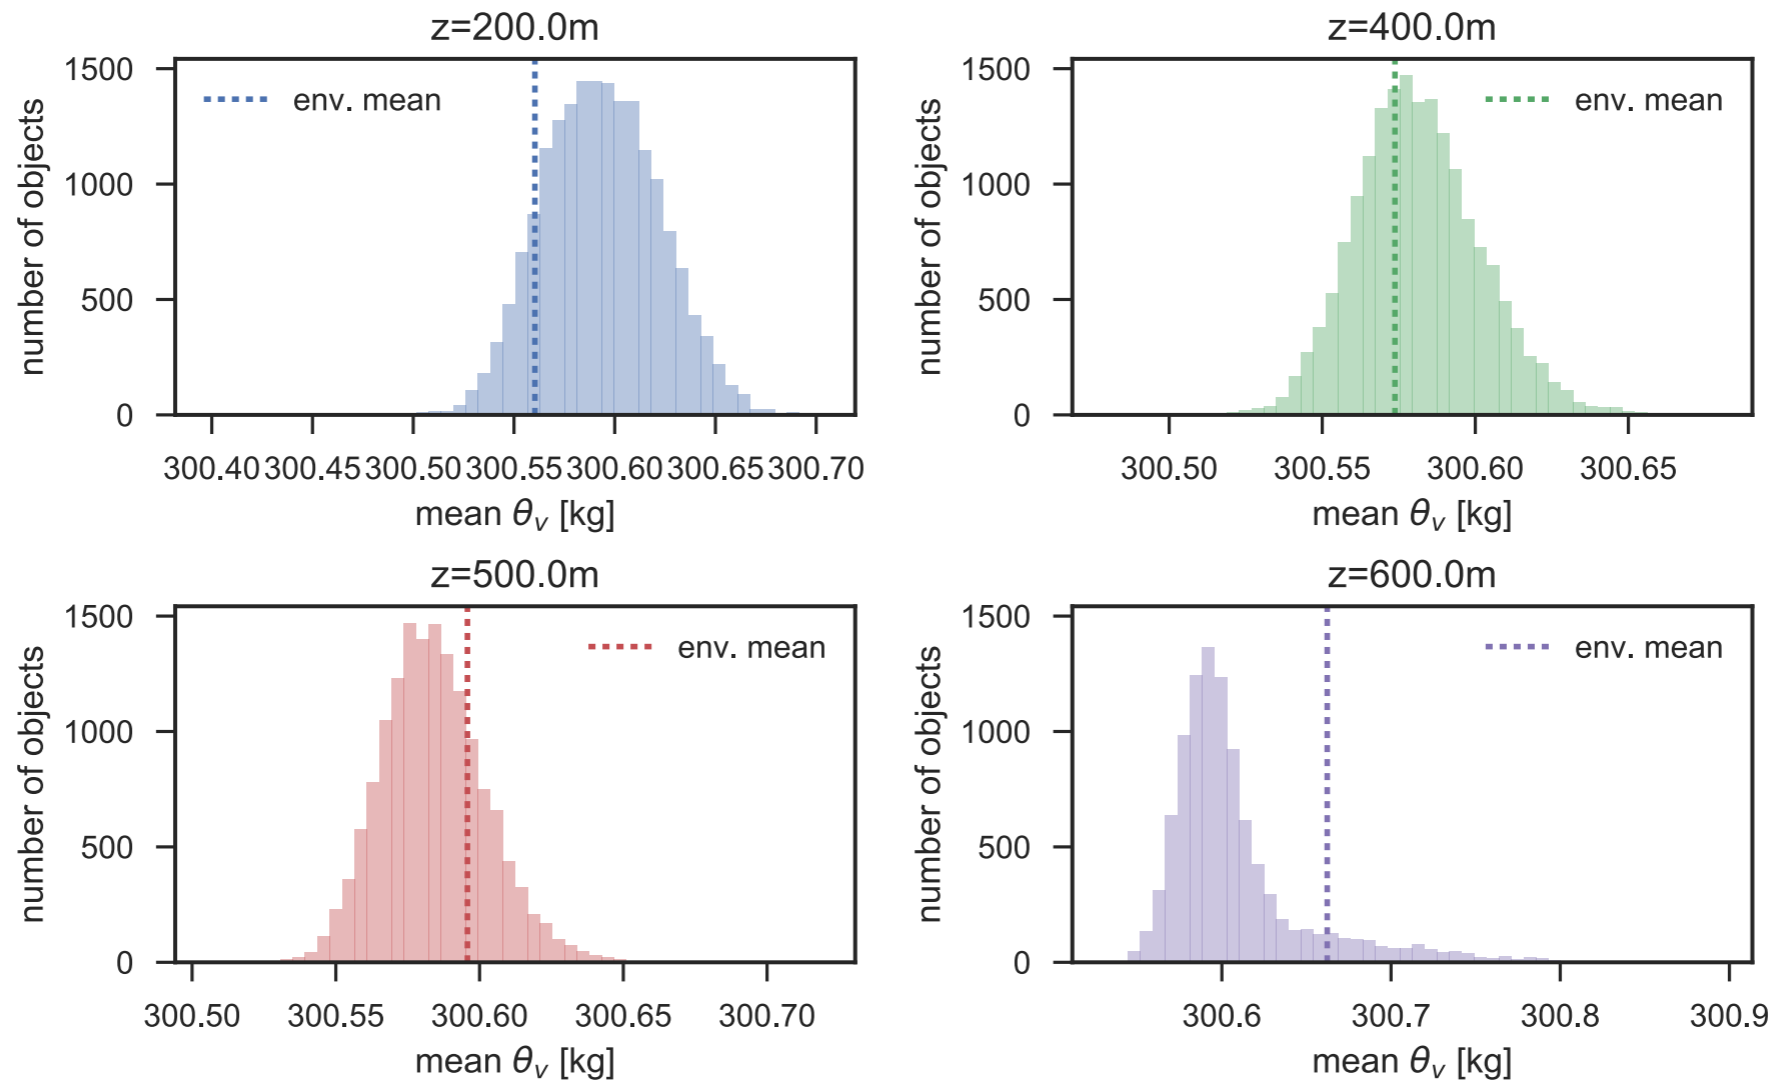 z=200.0m
1500
1000
500
0
number of objects
env. mean
300.40 300.45 300.50 300.55 300.60 300.65 300.70
mean θv [kg]
z=400.0m
1500
1000
500
0
number of objects
env. mean
300.50 300.55 300.60 300.65
mean θv [kg]
z=500.0m
1500
1000
500
0
number of objects
env. mean
300.50 300.55 300.60 300.65 300.70
mean θv [kg]
z=600.0m
1500
1000
500
0
number of objects
env. mean
300.6 300.7 300.8 300.9
mean θv [kg]